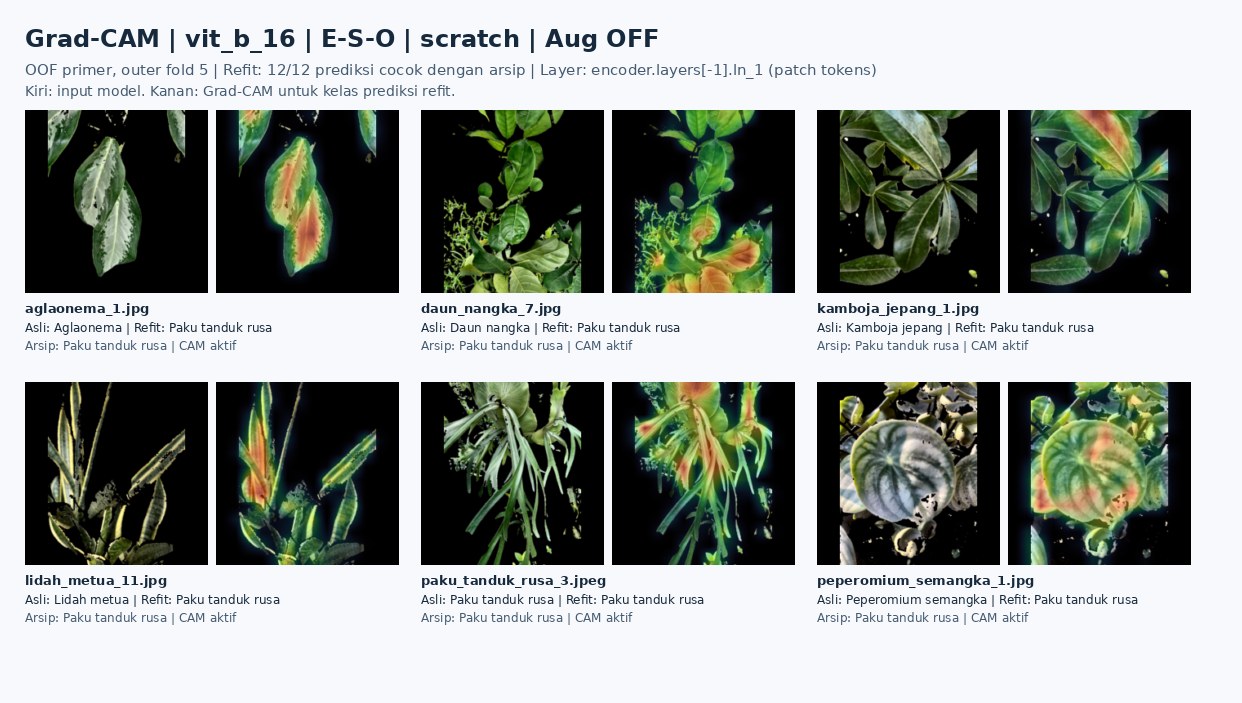 Grad-CAM | vit_b_16 | E-S-O | scratch | Aug OFF
OOF primer, outer fold 5 | Refit: 12/12 prediksi cocok dengan arsip | Layer: encoder.layers[-1].ln_1 (patch tokens)
Kiri: input model. Kanan: Grad-CAM untuk kelas prediksi refit.
aglaonema_1.jpg
Asli: Aglaonema | Refit: Paku tanduk rusa
Arsip: Paku tanduk rusa | CAM aktif
daun_nangka_7.jpg
Asli: Daun nangka | Refit: Paku tanduk rusa
Arsip: Paku tanduk rusa | CAM aktif
kamboja_jepang_1.jpg
Asli: Kamboja jepang | Refit: Paku tanduk rusa
Arsip: Paku tanduk rusa | CAM aktif
lidah_metua_11.jpg
Asli: Lidah metua | Refit: Paku tanduk rusa
Arsip: Paku tanduk rusa | CAM aktif
paku_tanduk_rusa_3.jpeg
Asli: Paku tanduk rusa | Refit: Paku tanduk rusa
Arsip: Paku tanduk rusa | CAM aktif
peperomium_semangka_1.jpg
Asli: Peperomium semangka | Refit: Paku tanduk rusa
Arsip: Paku tanduk rusa | CAM aktif